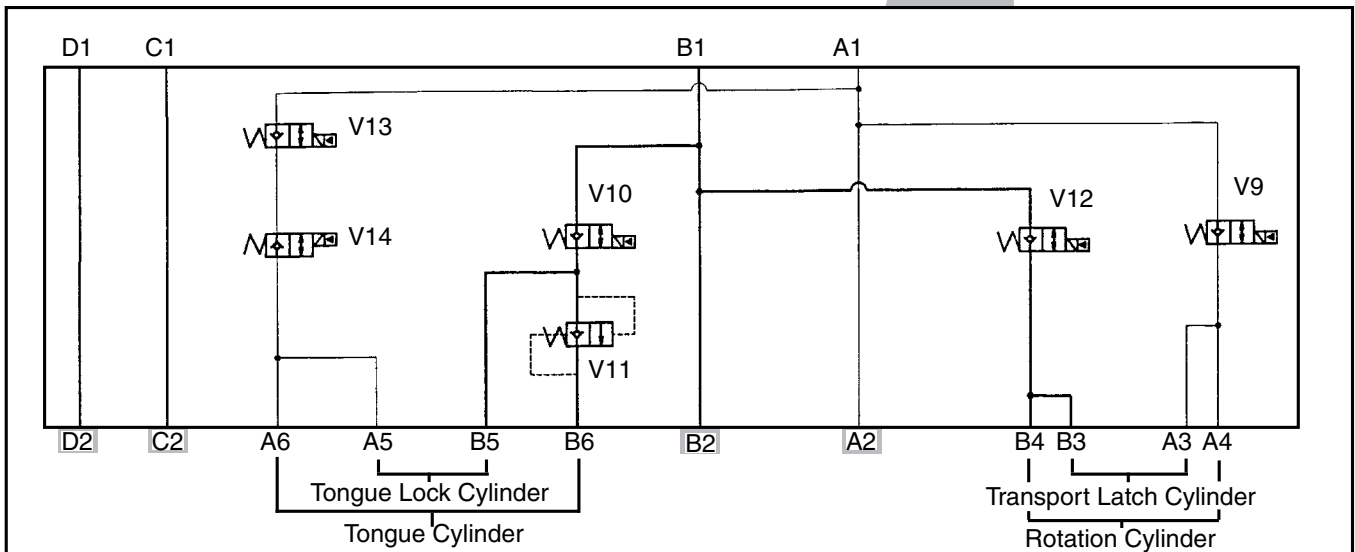 D1 C1 B1 A1
V13
V10 V12 V9
V14
V11
D2 C2 A6 A5 B5 B6 B2 A2 B4 B3 A3 A4
Tongue Lock Cylinder Transport Latch Cylinder
Tongue Cylinder Rotation Cylinder